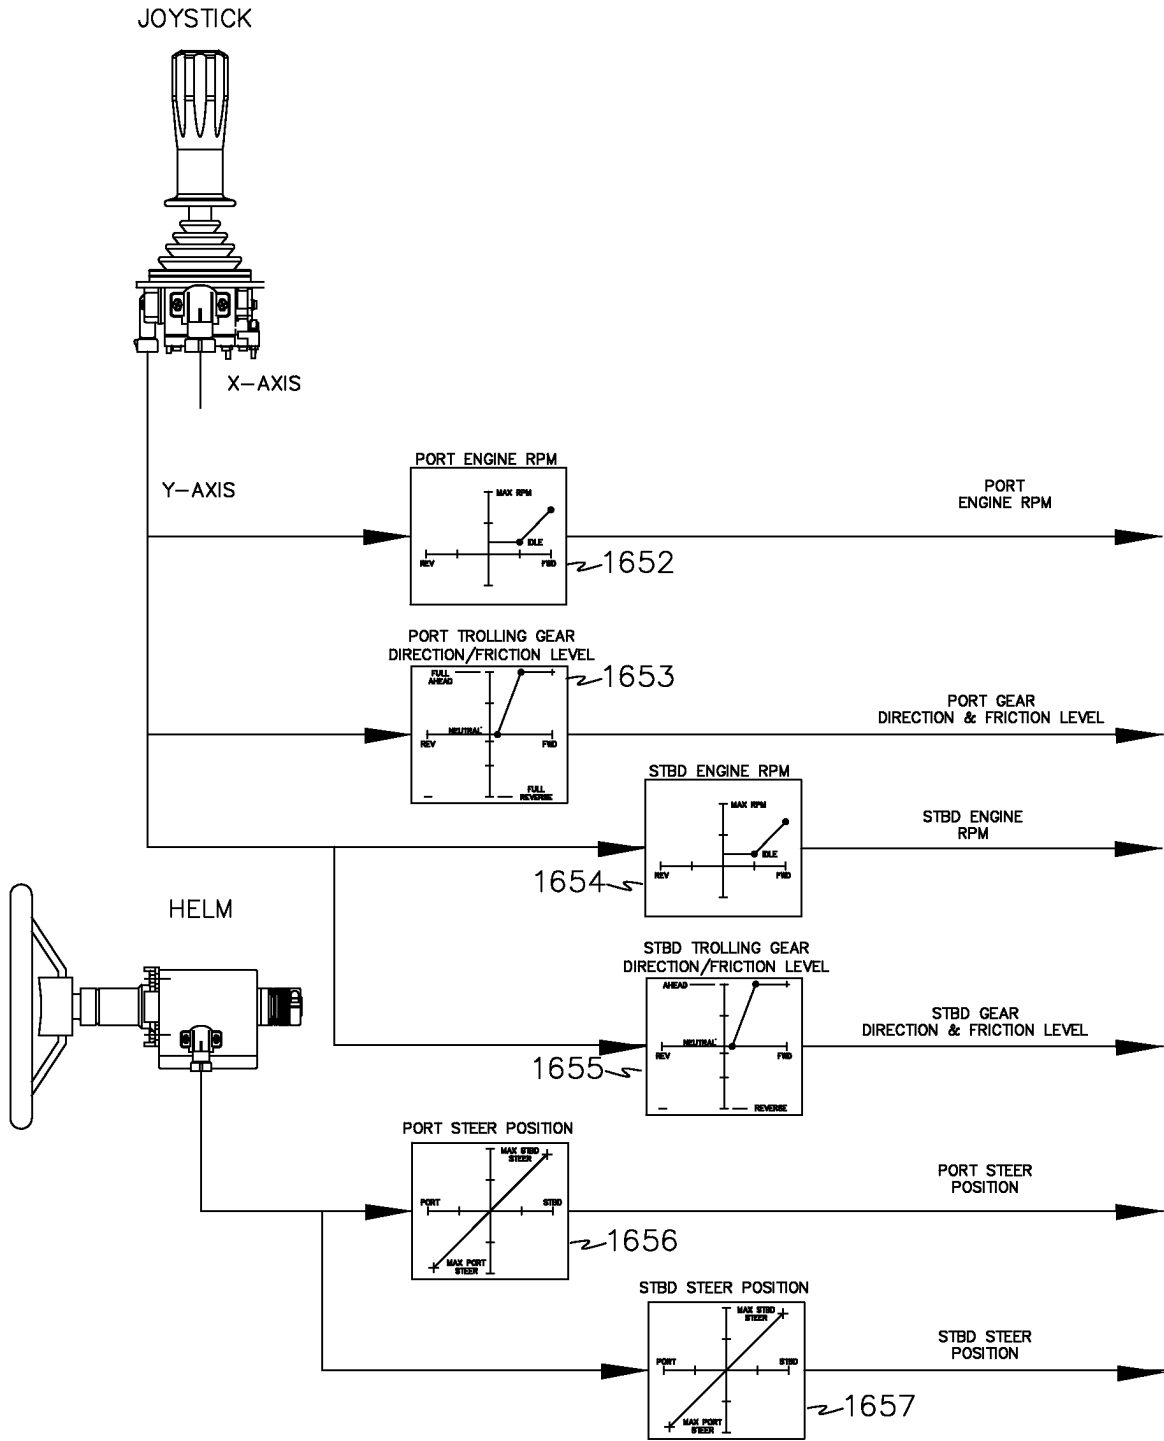 JOYSTICK
X-AXIS
Y-AXIS
PORT ENGINE RPM
MAX RPM
IDLE
REV
FWD
1652
PORT
ENGINE RPM
PORT TROLLING GEAR
DIRECTION/FRICTION LEVEL
FULL
AHEAD
NEUTRAL
REV
FWD
FULL
REVERSE
1653
PORT GEAR
DIRECTION & FRICTION LEVEL
STBD ENGINE RPM
MAX RPM
IDLE
REV
FWD
1654
STBD ENGINE
RPM
HELM
STBD TROLLING GEAR
DIRECTION/FRICTION LEVEL
AHEAD
NEUTRAL
REV
FWD
REVERSE
1655
STBD GEAR
DIRECTION & FRICTION LEVEL
PORT STEER POSITION
MAX STBD
STEER
PORT
STBD
MAX PORT
STEER
1656
PORT STEER
POSITION
STBD STEER POSITION
MAX STBD
STEER
PORT
STBD
MAX PORT
STEER
1657
STBD STEER
POSITION